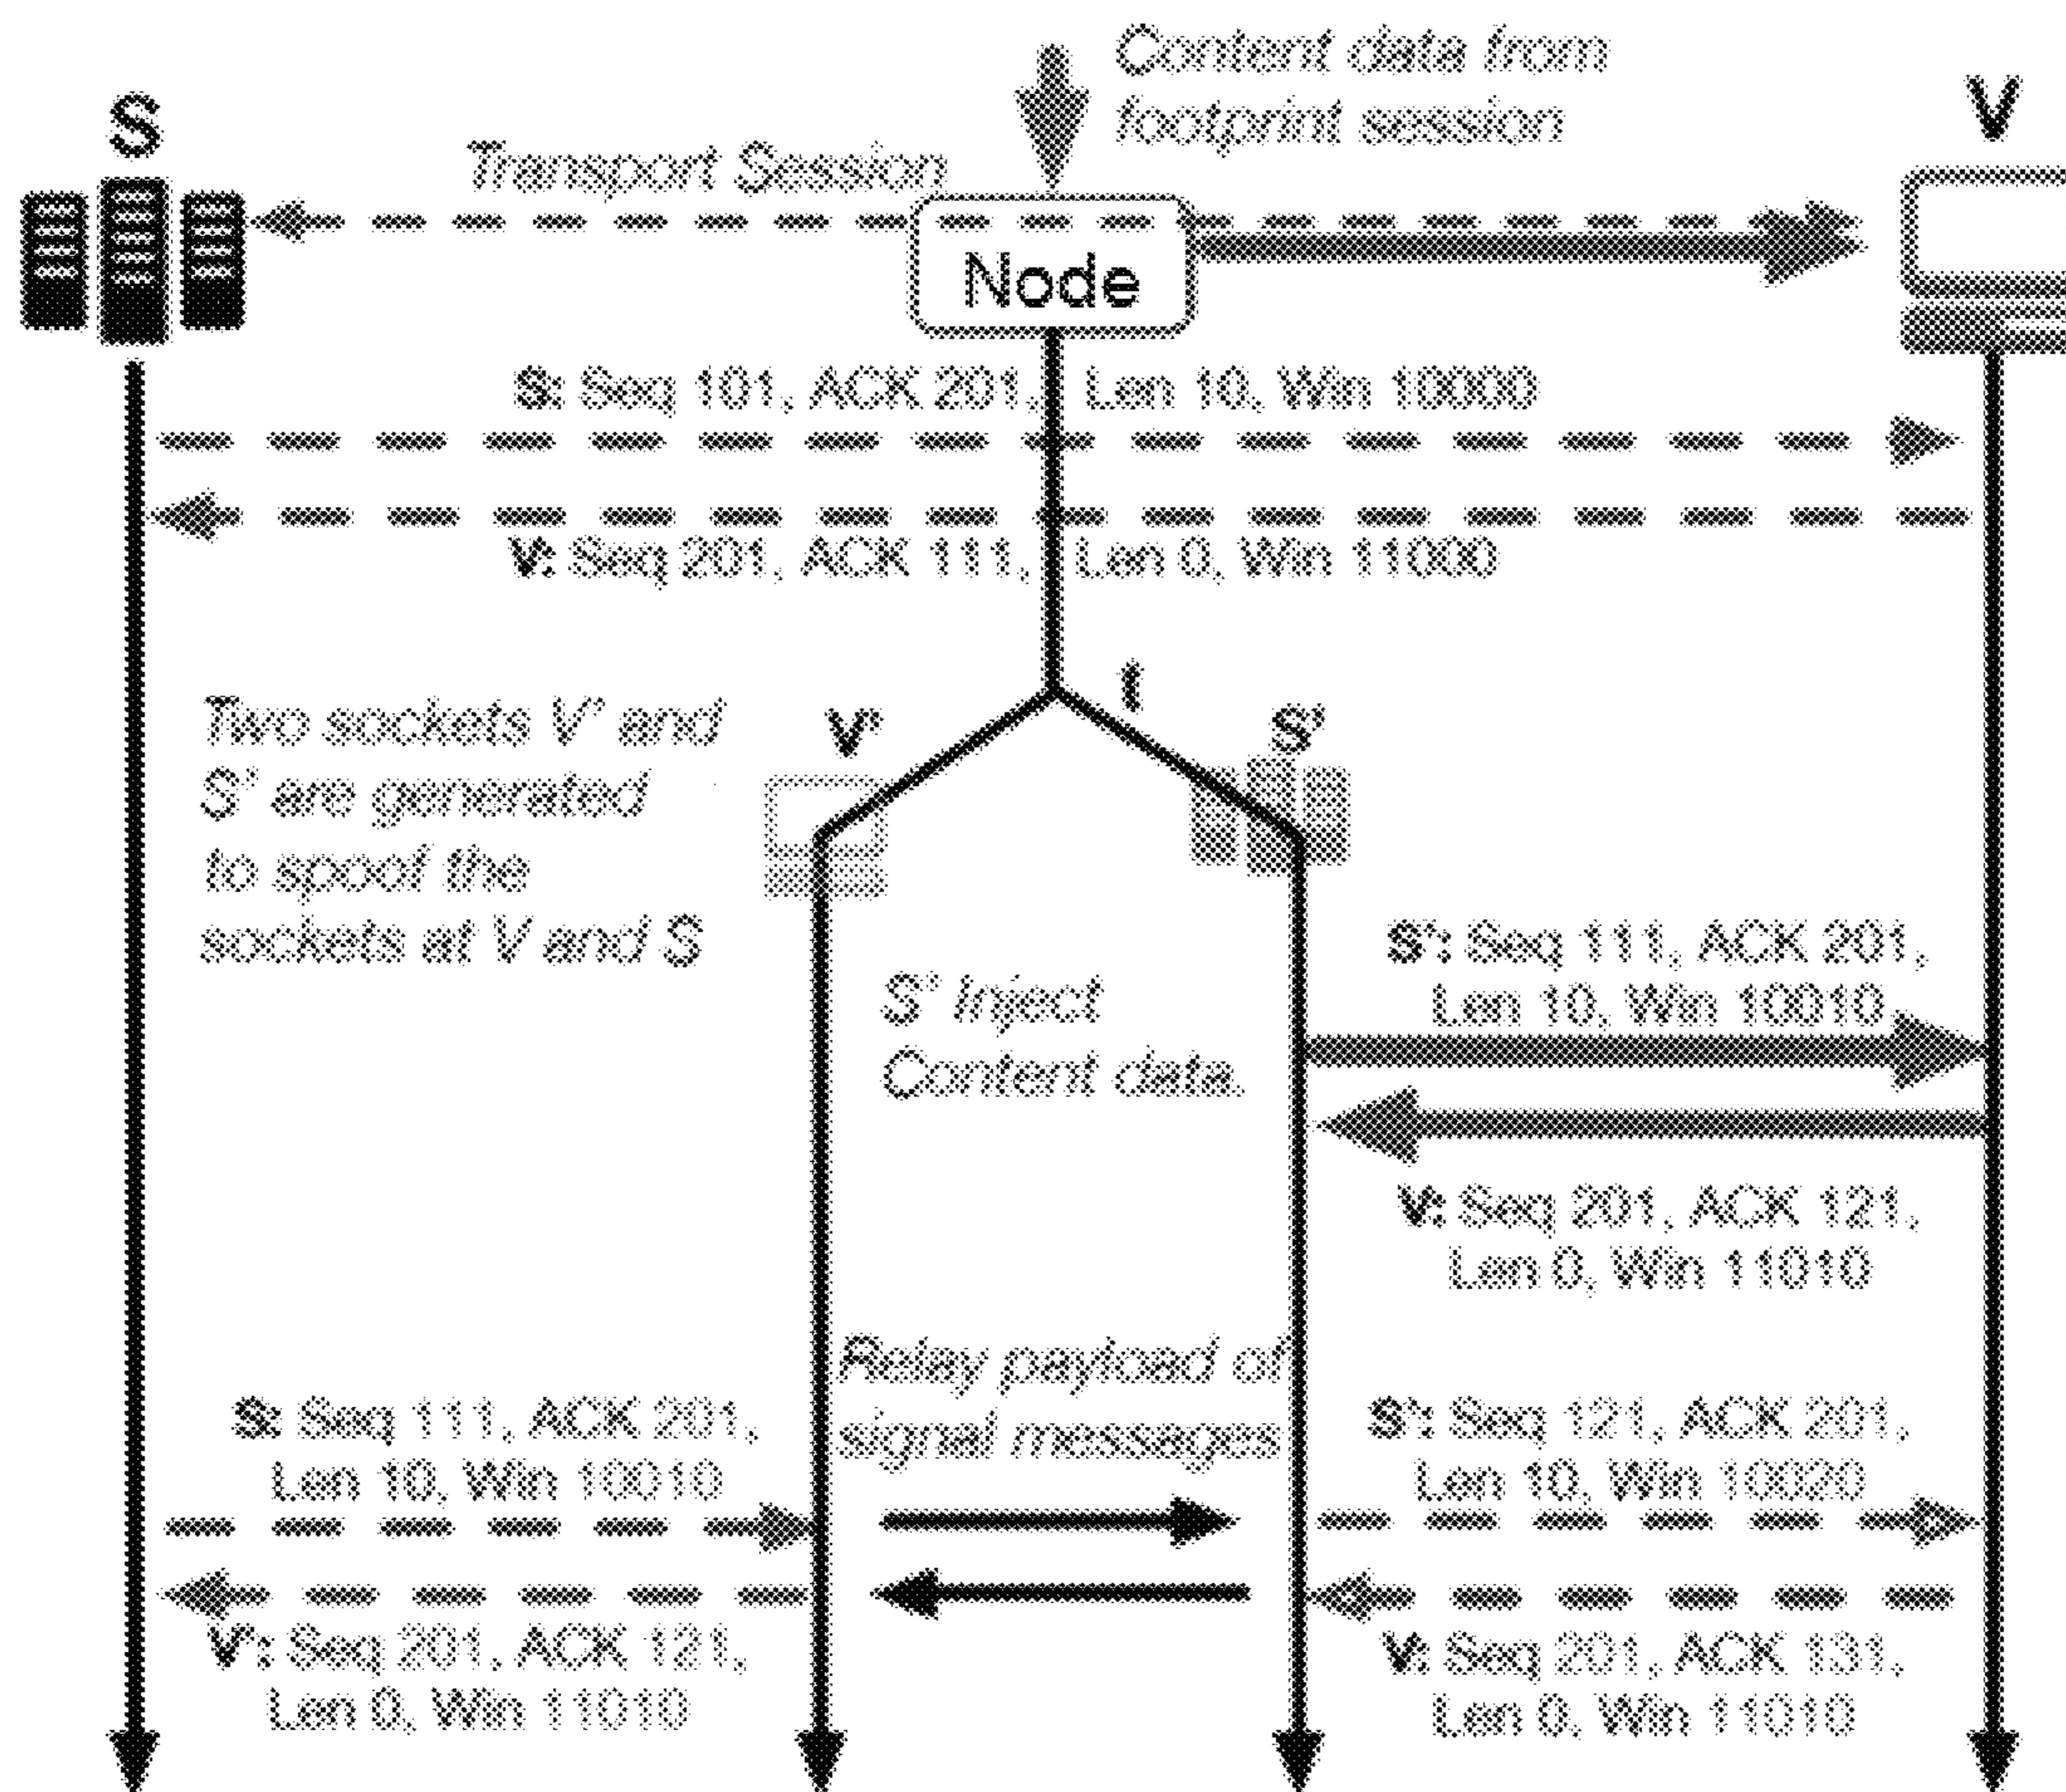 Content data from
footprint session
S
V
Transport Session
Node
S: Seq 101, ACK 201, Len 10, Win 10000
V: Seq 201, ACK 111, Len 0, Win 11000
t
Two sockets V' and
S' are generated
to spoof the
sockets at V and S
V'
S'
S' Inject
Content data.
S': Seq 111, ACK 201,
Len 10, Win 10010
V: Seq 201, ACK 121,
Len 0, Win 11010
Relay payload of
signal messages
S: Seq 111, ACK 201,
Len 10, Win 10010
S': Seq 121, ACK 201,
Len 10, Win 10020
V': Seq 201, ACK 121,
Len 0, Win 11010
V: Seq 201, ACK 131,
Len 0, Win 11010